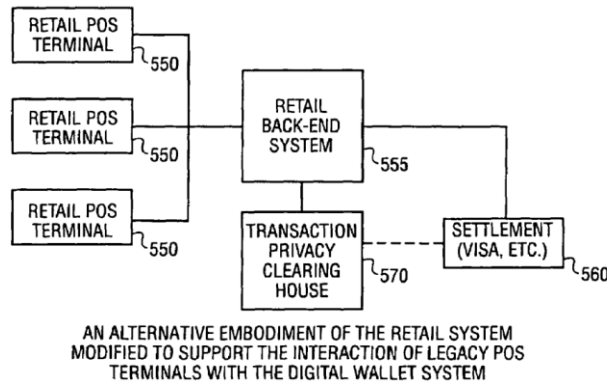 RETAIL POS
TERMINAL
550
RETAIL POS
TERMINAL
550
RETAIL POS
TERMINAL
550
RETAIL
BACK-END
SYSTEM
555
TRANSACTION
PRIVACY
CLEARING
HOUSE
570
SETTLEMENT
(VISA, ETC.)
560
AN ALTERNATIVE EMBODIMENT OF THE RETAIL SYSTEM
MODIFIED TO SUPPORT THE INTERACTION OF LEGACY POS
TERMINALS WITH THE DIGITAL WALLET SYSTEM